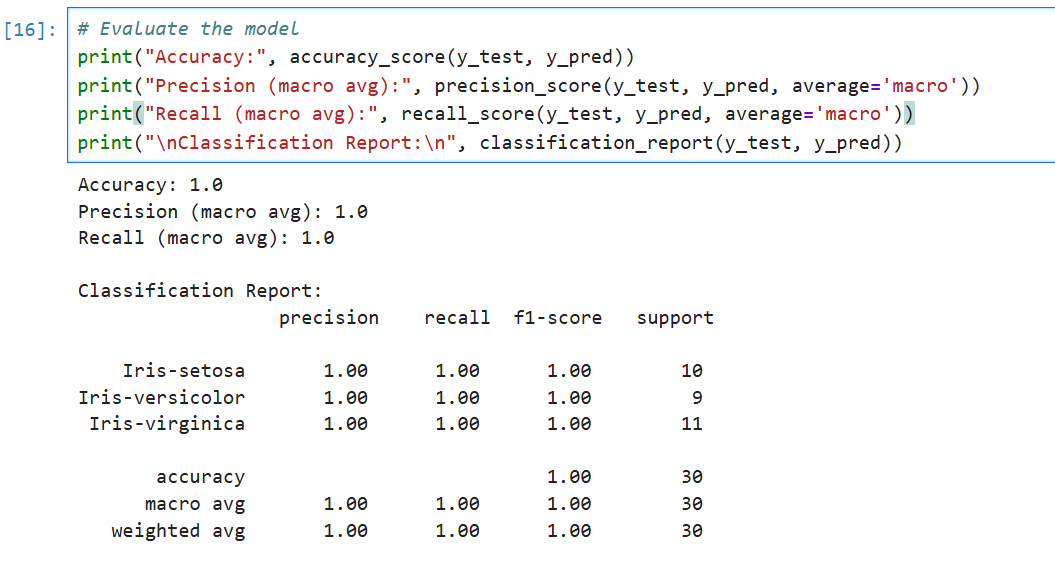 [16]: # Evaluate the model
print("Accuracy:", accuracy_score(y_test, y_pred))
print("Precision (macro avg):", precision_score(y_test, y_pred, average='macro'))
print("Recall (macro avg):", recall_score(y_test, y_pred, average='macro'))
print("\nClassification Report:\n", classification_report(y_test, y_pred))
Accuracy: 1.0
Precision (macro avg): 1.0
Recall (macro avg): 1.0
Classification Report:
precision recall f1-score support
Iris-setosa 1.00 1.00 1.00 10
Iris-versicolor 1.00 1.00 1.00 9
Iris-virginica 1.00 1.00 1.00 11
accuracy 1.00 30
macro avg 1.00 1.00 1.00 30
weighted avg 1.00 1.00 1.00 30